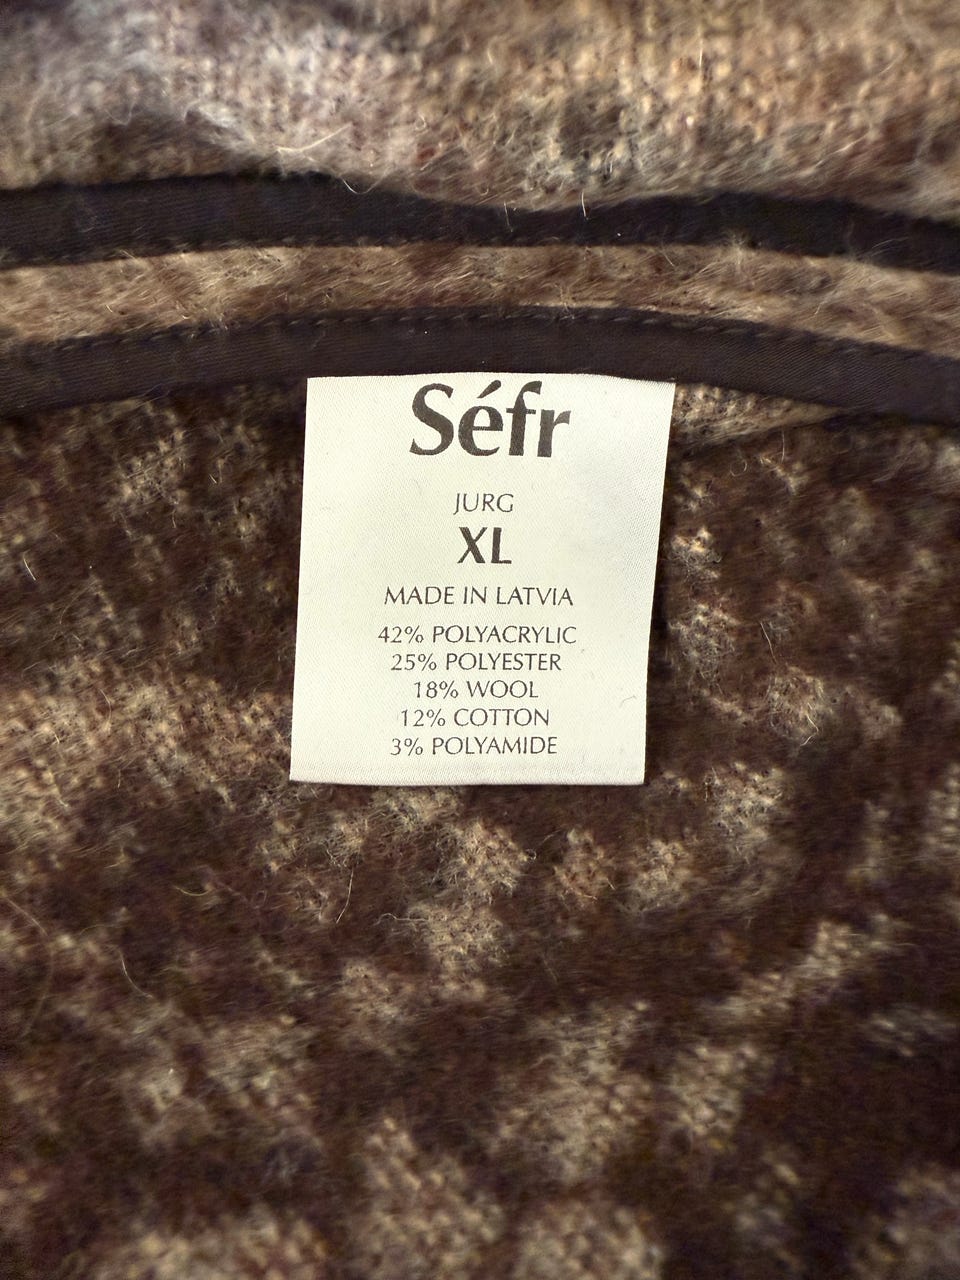 Séfr
JURG
XL
MADE IN LATVIA
42% POLYACRYLIC
25% POLYESTER
18% WOOL
12% COTTON
3% POLYAMIDE